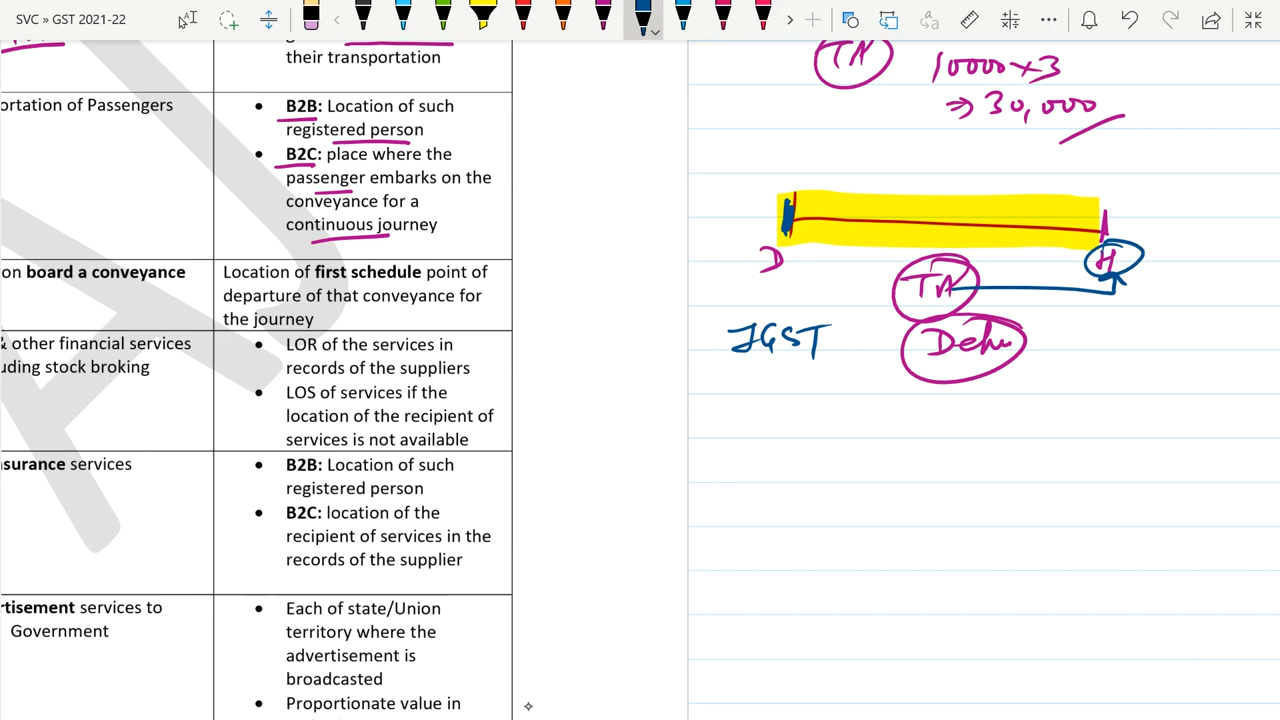 SVC » GST 2021-22
their transportation
ortation of Passengers
B2B: Location of such
registered person
B2C: place where the
passenger embarks on the
conveyance for a
continuous journey
on board a conveyance
Location of first schedule point of
departure of that conveyance for
the journey
& other financial services
uding stock broking
LOR of the services in
records of the suppliers
LOS of services if the
location of the recipient of
services is not available
nsurance services
B2B: Location of such
registered person
B2C: location of the
recipient of services in the
records of the supplier
rtisement services to
Government
Each of state/Union
territory where the
advertisement is
broadcasted
Proportionate value in
TA
10000 x 3
⇒ 30,000
D
H
TA
IGST